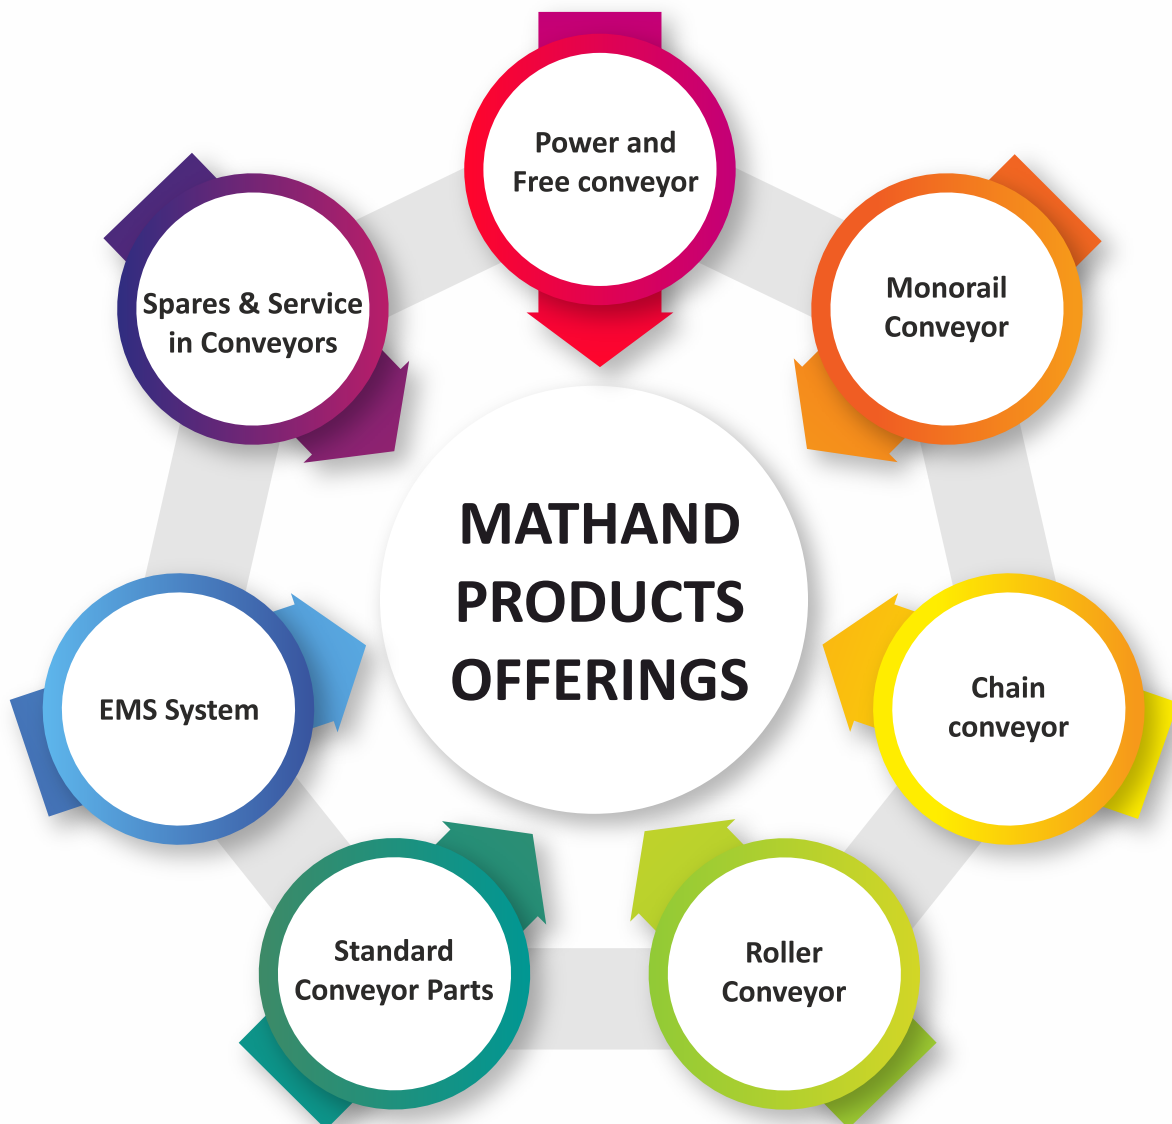 Power and
Free conveyor
Monorail
Conveyor
Chain
conveyor
Roller
Conveyor
Standard
Conveyor Parts
EMS System
Spares & Service
in Conveyors
MATHAND
PRODUCTS
OFFERINGS